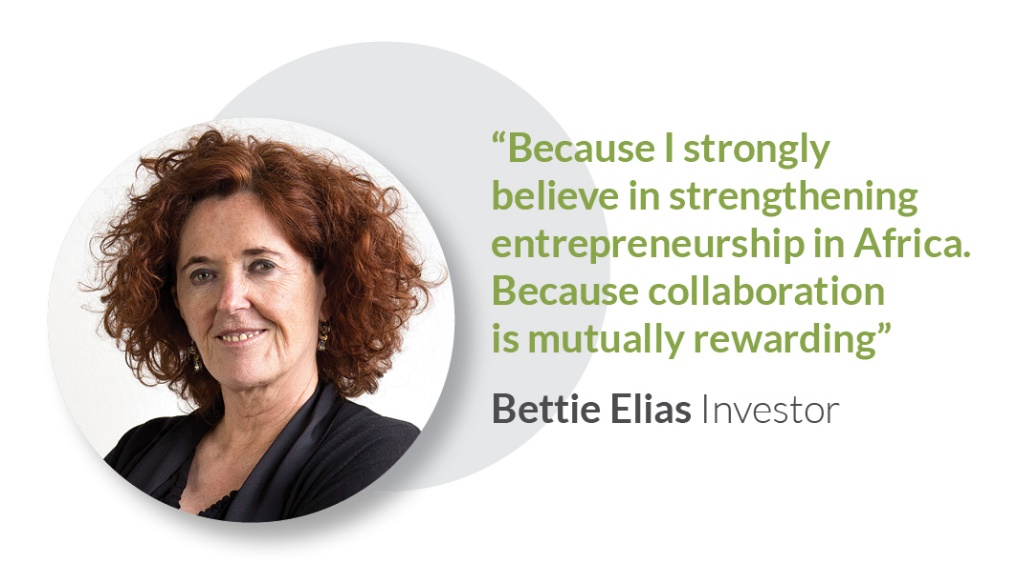 “Because I strongly
believe in strengthening
entrepreneurship in Africa.
Because collaboration
is mutually rewarding”
Bettie Elias Investor